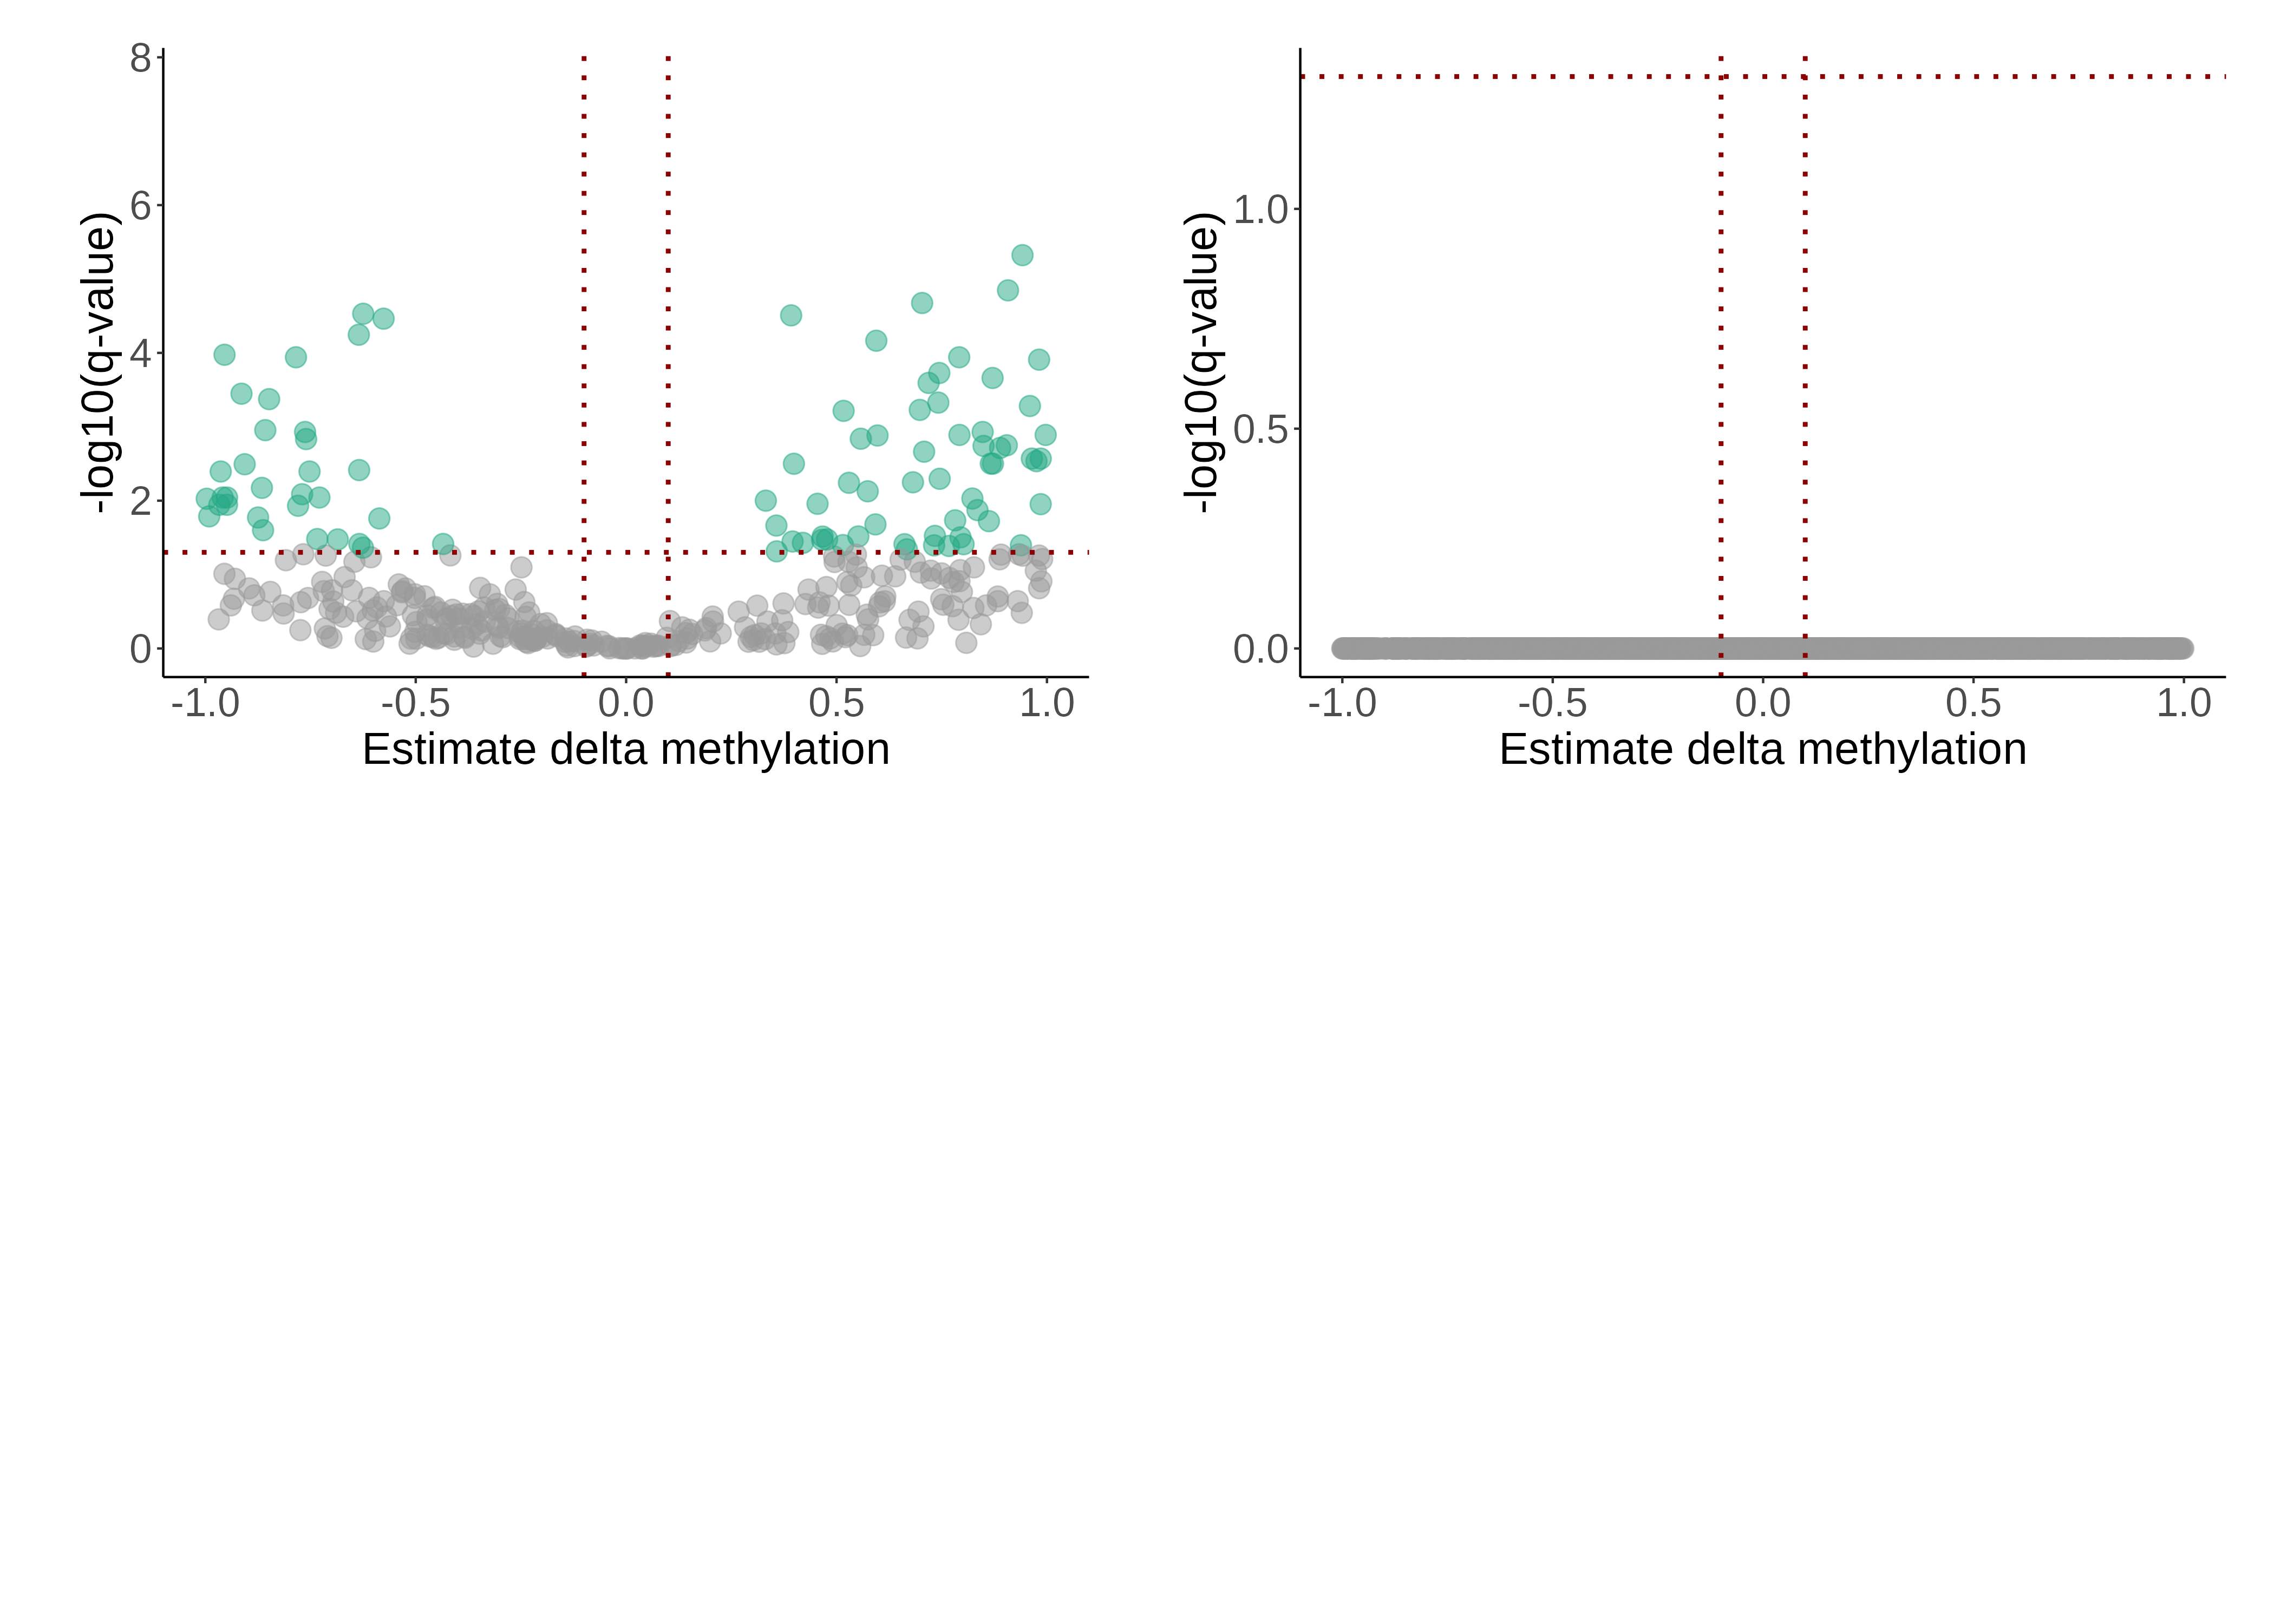 8
6
4
2
0
-log10(q-value)
-1.0 -0.5 0.0 0.5 1.0
Estimate delta methylation
1.0
0.5
0.0
-log10(q-value)
-1.0 -0.5 0.0 0.5 1.0
Estimate delta methylation